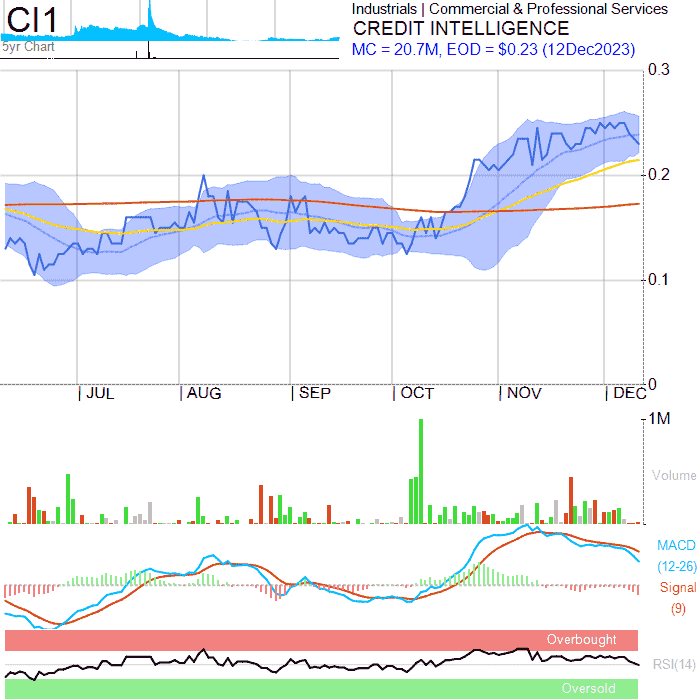 CI1
5yr Chart
Industrials | Commercial & Professional Services
CREDIT INTELLIGENCE
MC = 20.7M, EOD = $0.23 (12Dec2023)
0.3
0.2
0.1
0
JUL
AUG
SEP
OCT
NOV
DEC
1M
Volume
MACD
(12-26)
Signal
(9)
Overbought
RSI(14)
Oversold